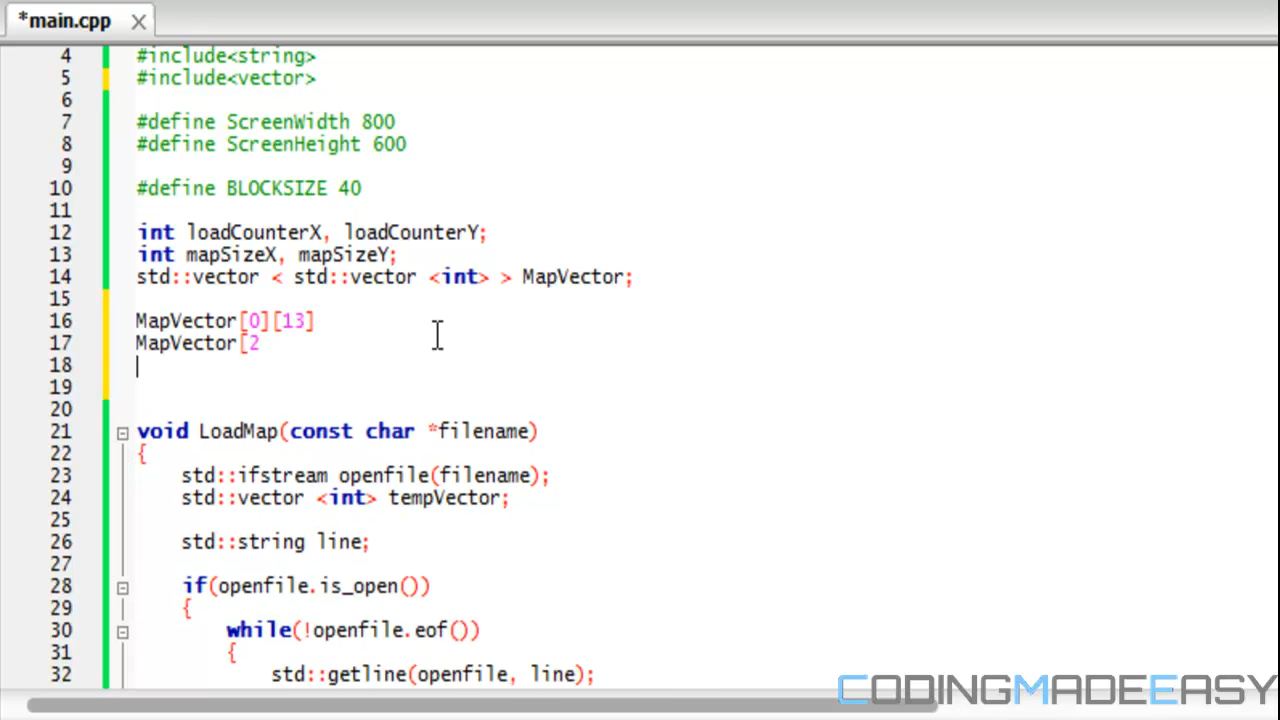 *main.cpp
4 #include<string>
5 #include<vector>
6
7 #define ScreenWidth 800
8 #define ScreenHeight 600
9
10 #define BLOCKSIZE 40
11
12 int loadCounterX, loadCounterY;
13 int mapSizeX, mapSizeY;
14 std::vector < std::vector <int> > MapVector;
15
16 MapVector[0][13]
17 MapVector[2
18
19
20
21 void LoadMap(const char *filename)
22 {
23 std::ifstream openfile(filename);
24 std::vector <int> tempVector;
25
26 std::string line;
27
28 if(openfile.is_open())
29 {
30 while(!openfile.eof())
31 {
32 std::getline(openfile, line);
CODINGMADEEASY